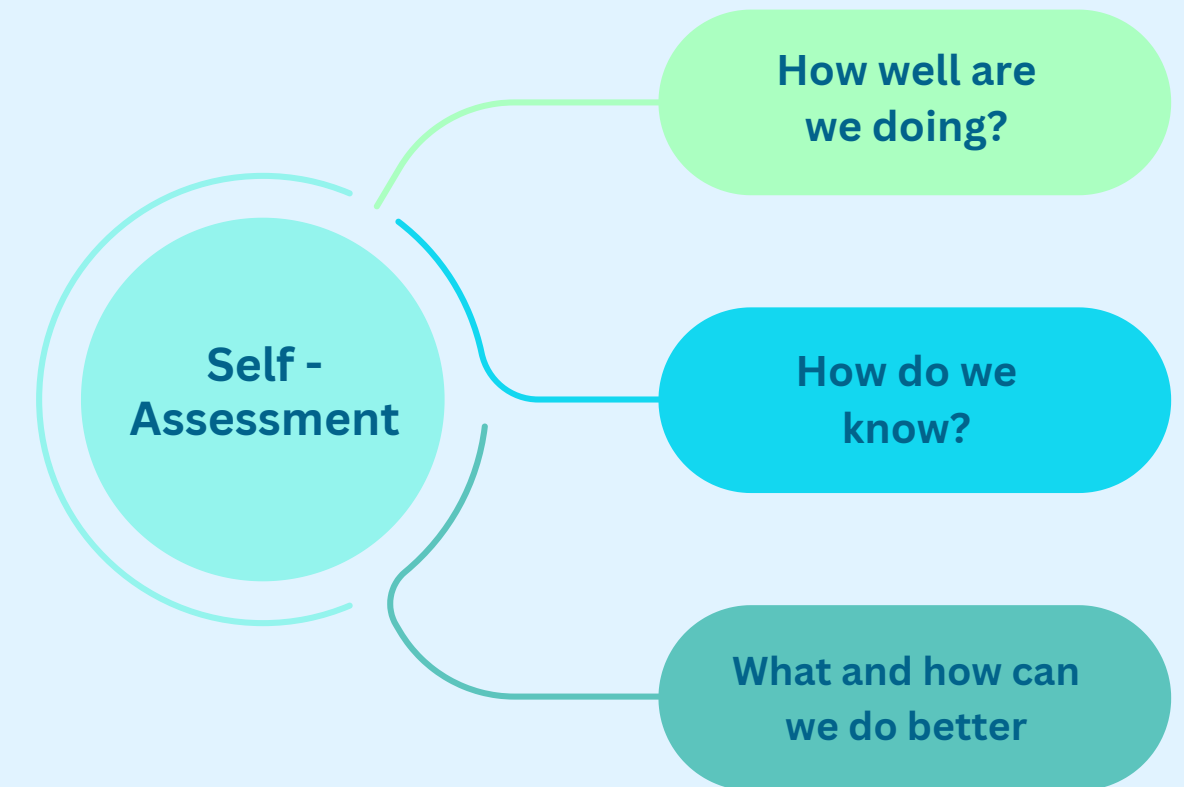 Self -
Assessment
How well are
we doing?
How do we
know?
What and how can
we do better